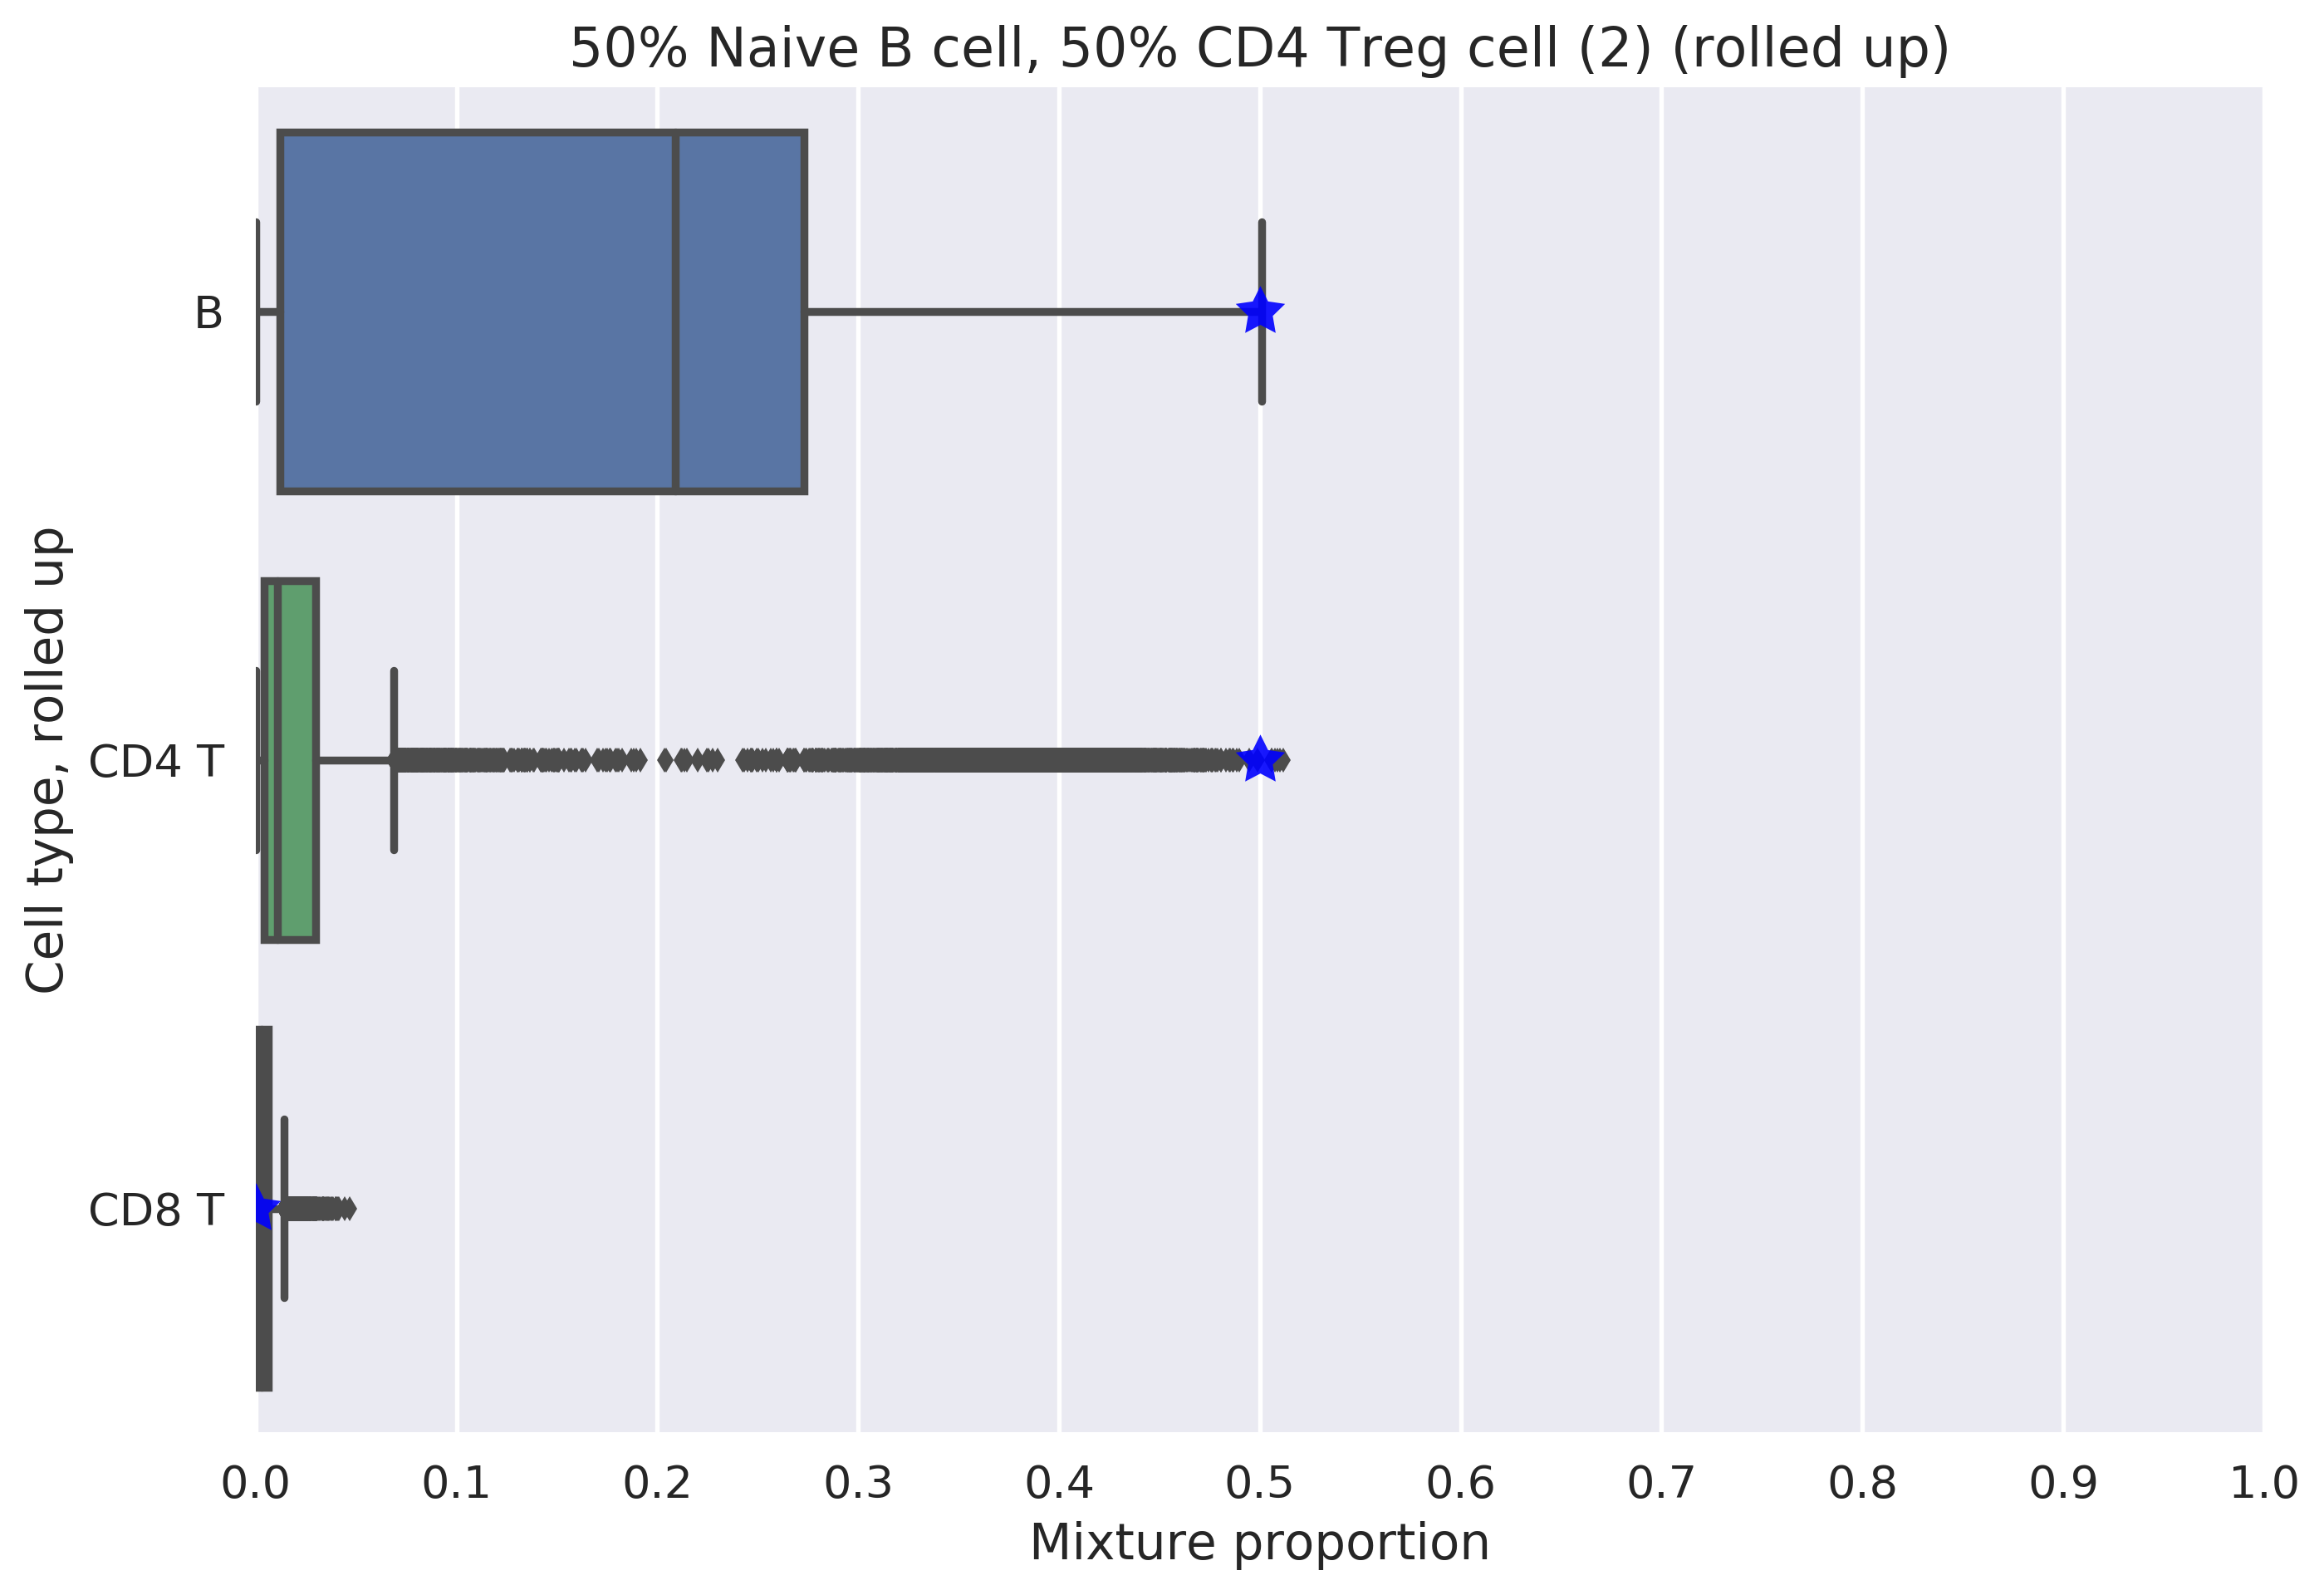 50% Naive B cell, 50% CD4 Treg cell (2) (rolled up)
Cell type, rolled up
B
CD4 T
CD8 T
0.0 0.1 0.2 0.3 0.4 0.5 0.6 0.7 0.8 0.9 1.0
Mixture proportion